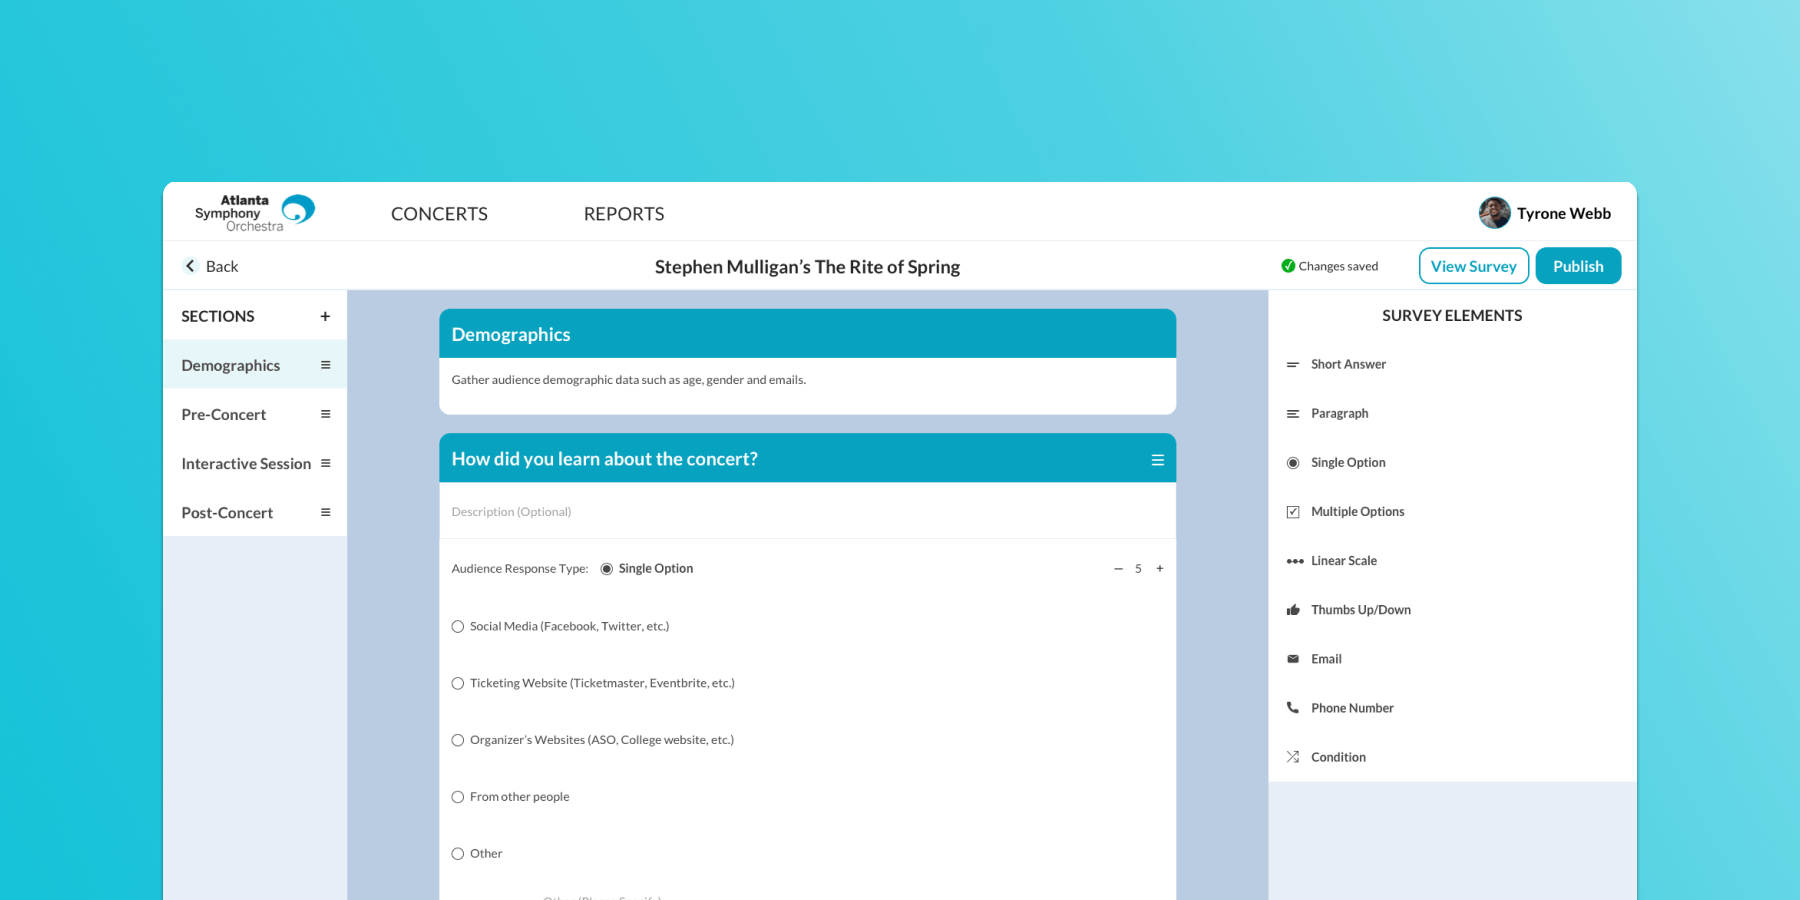 Atlanta
Symphony
Orchestra
CONCERTS
REPORTS
Tyrone Webb
Back
Stephen Mulligan’s The Rite of Spring
Changes saved
View Survey
Publish
SECTIONS +
Demographics
Pre-Concert
Interactive Session
Post-Concert
Demographics
Gather audience demographic data such as age, gender and emails.
How did you learn about the concert?
Description (Optional)
Audience Response Type: Single Option
– 5 +
Social Media (Facebook, Twitter, etc.)
Ticketing Website (Ticketmaster, Eventbrite, etc.)
Organizer’s Websites (ASO, College website, etc.)
From other people
Other
SURVEY ELEMENTS
Short Answer
Paragraph
Single Option
Multiple Options
Linear Scale
Thumbs Up/Down
Email
Phone Number
Condition